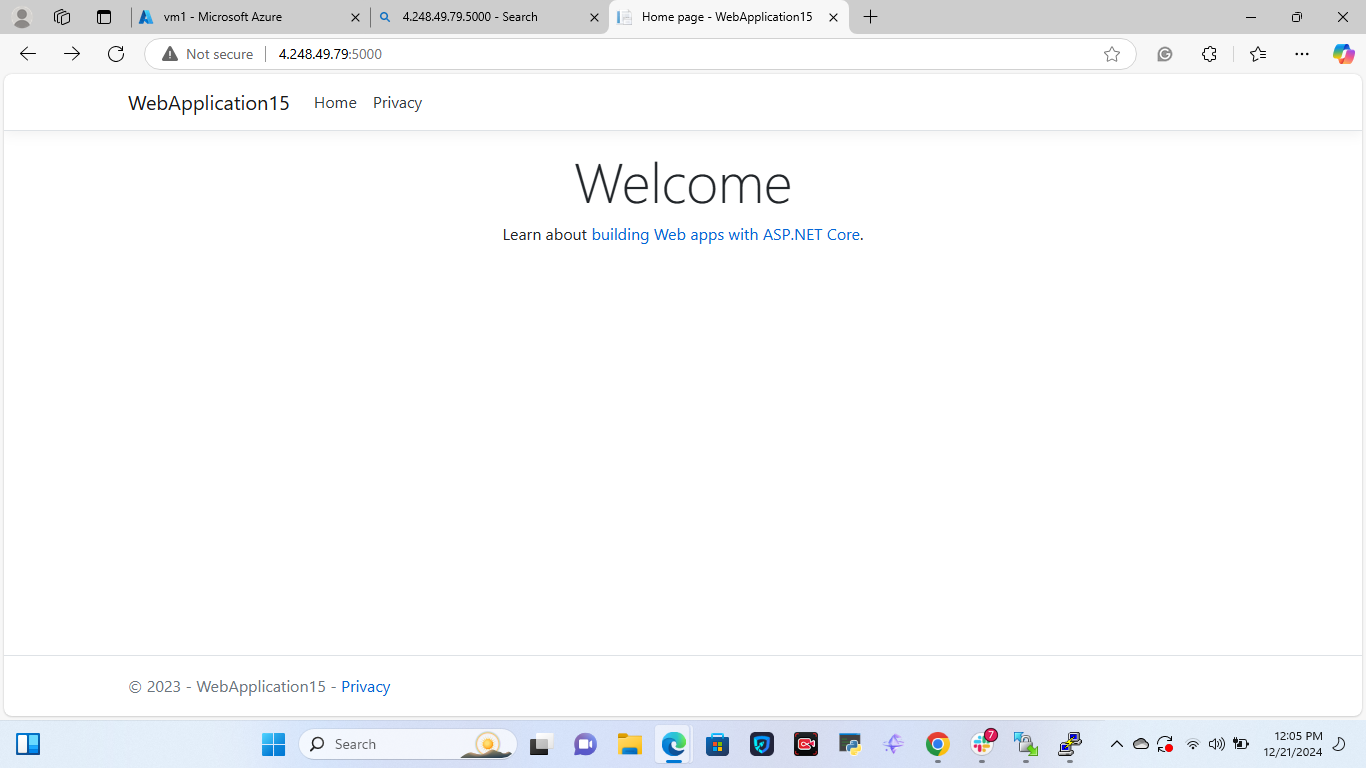 vm1 - Microsoft Azure
4.248.49.79.5000 - Search
Home page - WebApplication15
Not secure
4.248.49.79:5000
WebApplication15 Home Privacy
Welcome
Learn about building Web apps with ASP.NET Core.
© 2023 - WebApplication15 - Privacy
Search
7
12:05 PM
12/21/2024